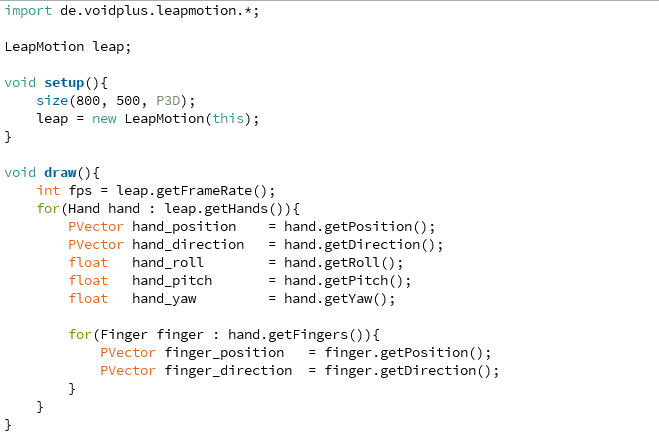 import de.voidplus.leapmotion.*;

LeapMotion leap;

void setup(){
    size(800, 500, P3D);
    leap = new LeapMotion(this);
}

void draw(){
    int fps = leap.getFrameRate();
    for(Hand hand : leap.getHands()){
        PVector hand_position    = hand.getPosition();
        PVector hand_direction   = hand.getDirection();
        float   hand_roll        = hand.getRoll();
        float   hand_pitch       = hand.getPitch();
        float   hand_yaw         = hand.getYaw();

        for(Finger finger : hand.getFingers()){
            PVector finger_position   = finger.getPosition();
            PVector finger_direction  = finger.getDirection();
        }
    }
}